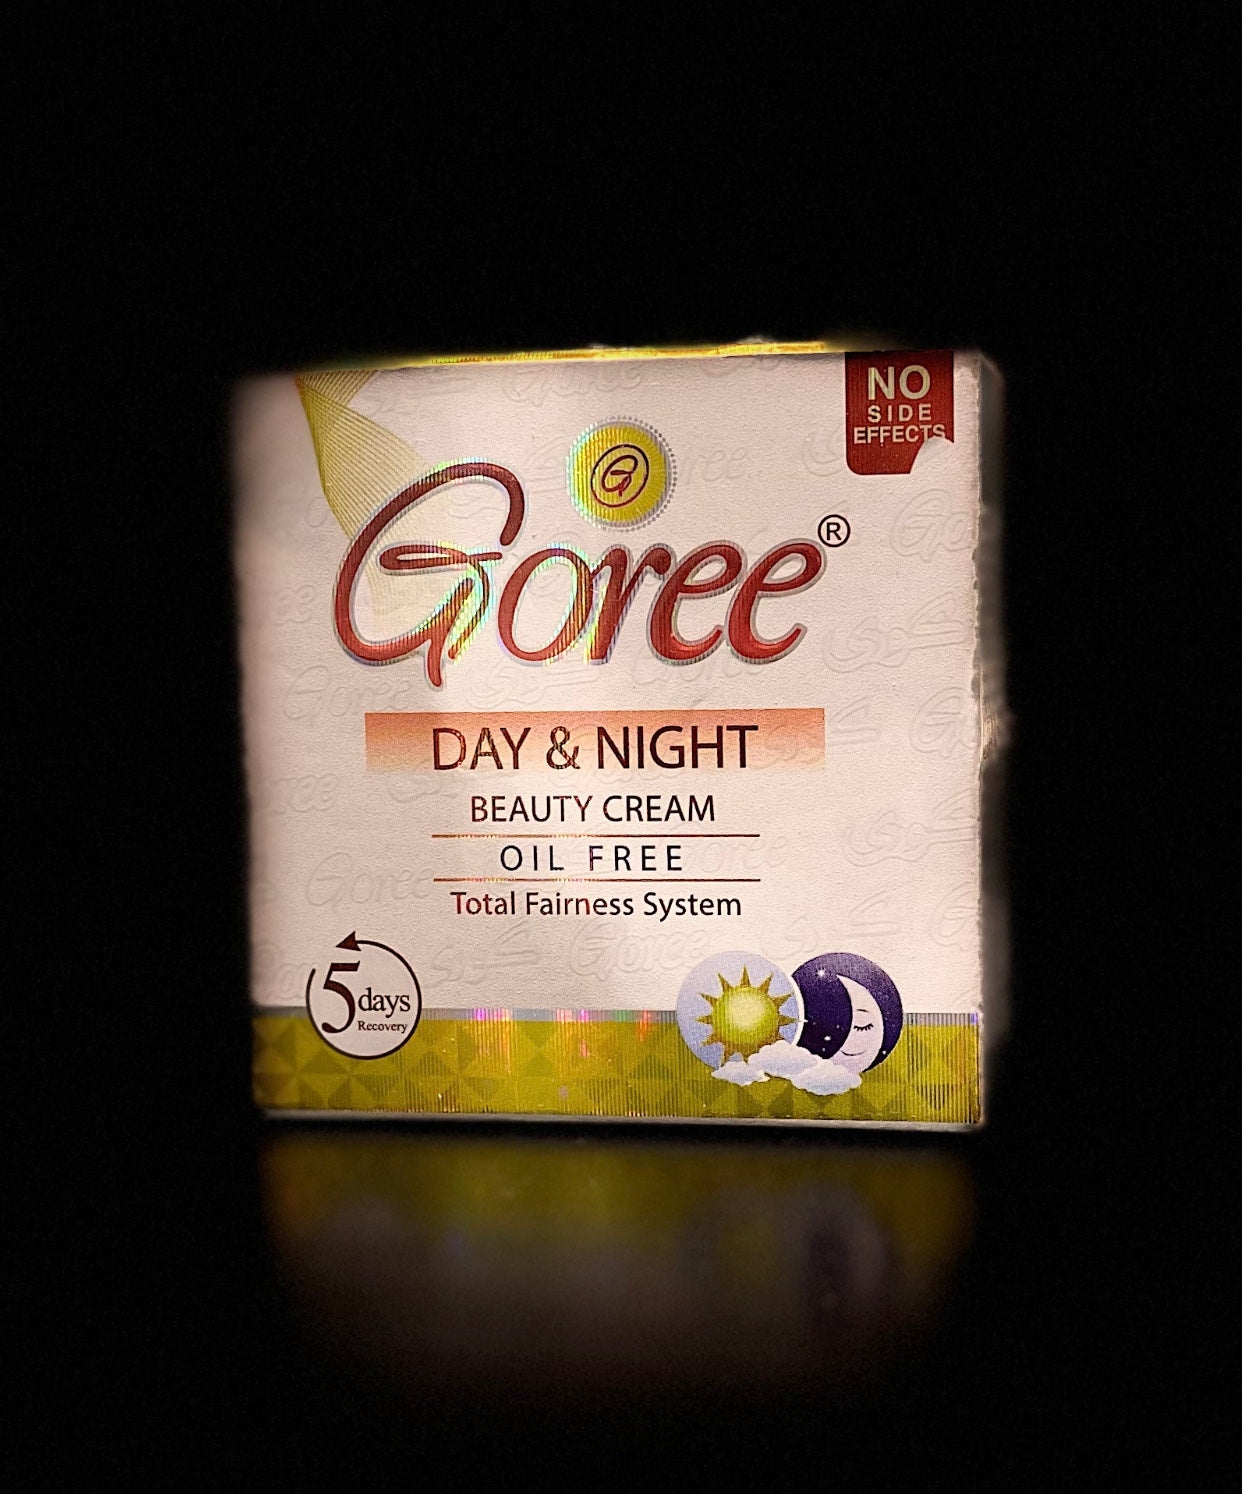 NO
SIDE
EFFECTS
G
Goree®
DAY & NIGHT
BEAUTY CREAM
OIL FREE
Total Fairness System
5 days
Recovery